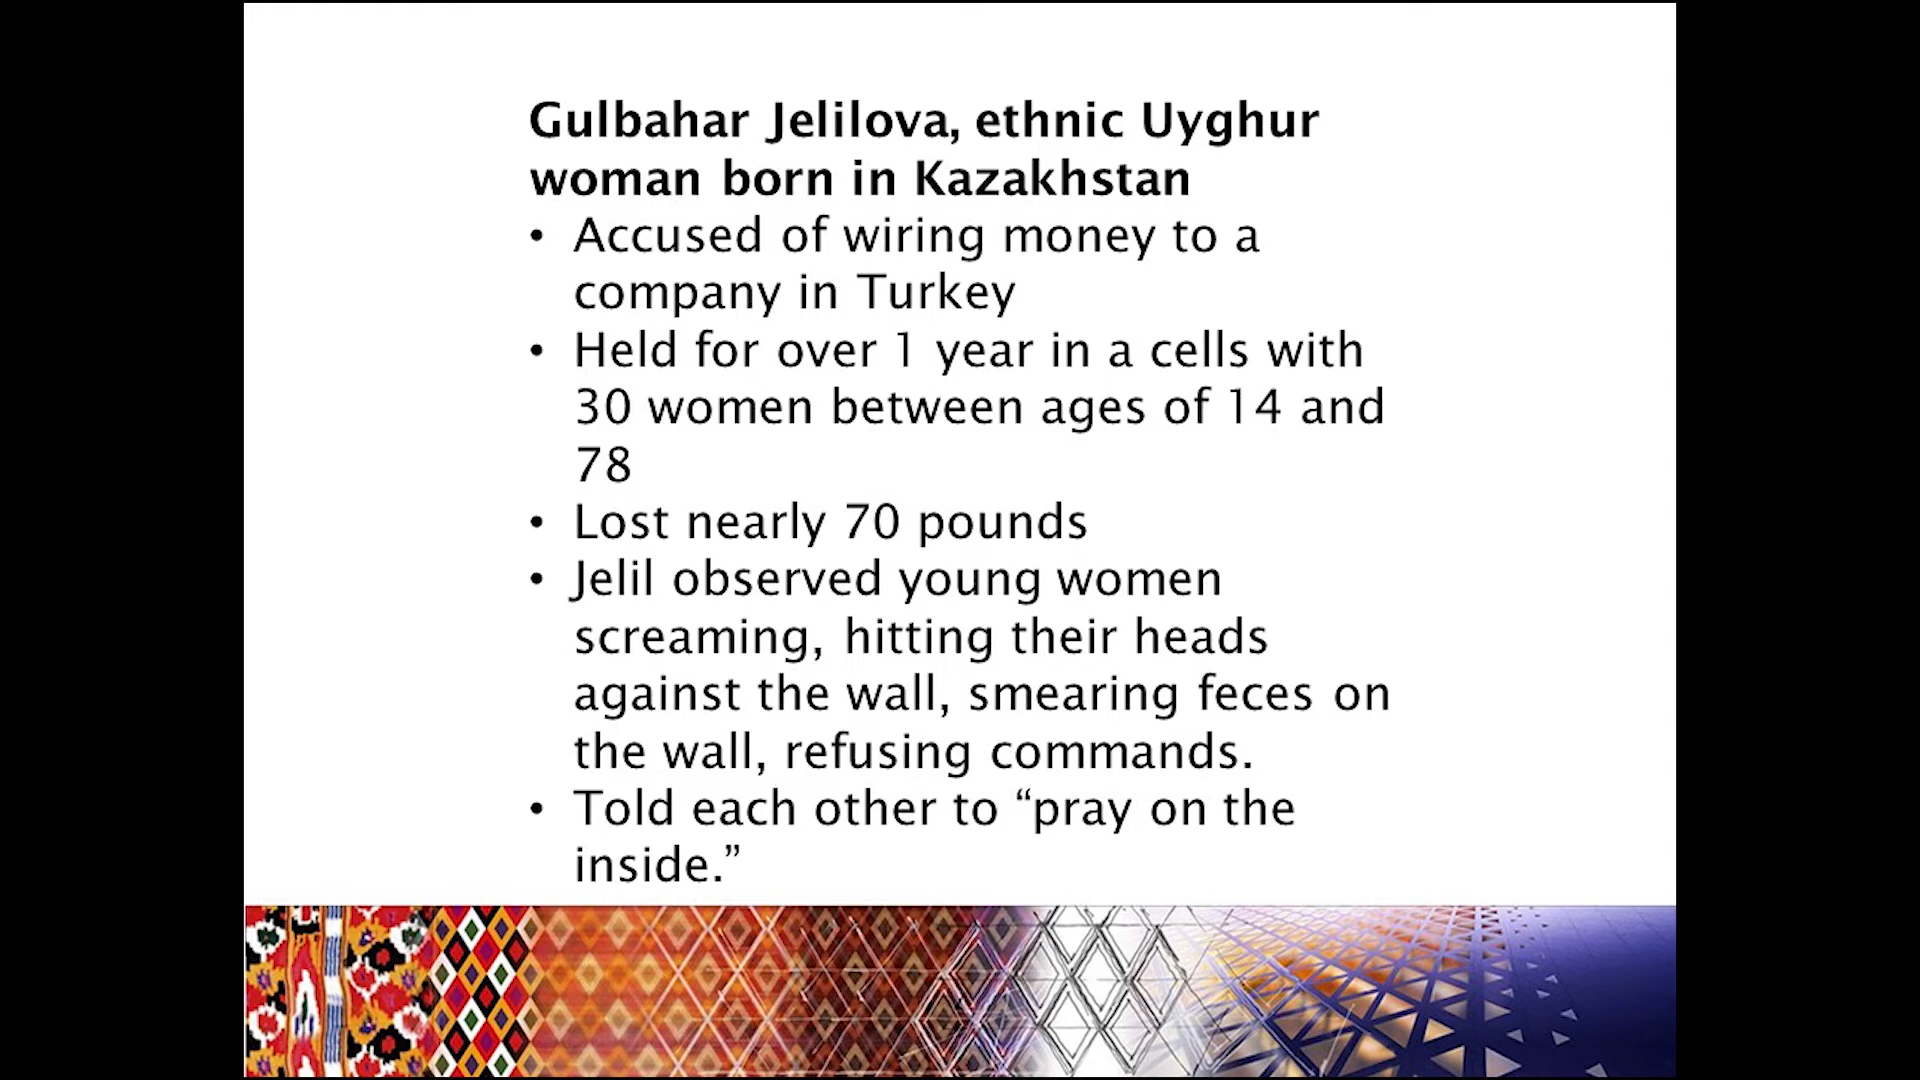 Gulbahar Jelilova, ethnic Uyghur
woman born in Kazakhstan
• Accused of wiring money to a
company in Turkey
• Held for over 1 year in a cells with
30 women between ages of 14 and
78
• Lost nearly 70 pounds
• Jelil observed young women
screaming, hitting their heads
against the wall, smearing feces on
the wall, refusing commands.
• Told each other to “pray on the
inside.”